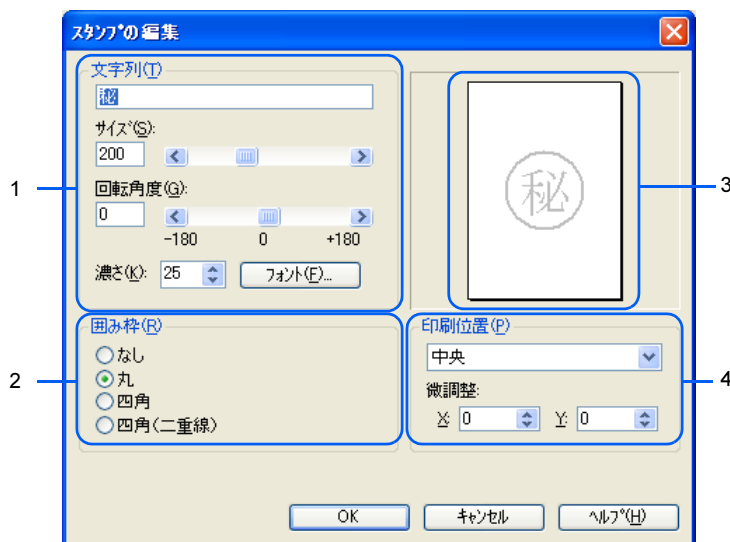 スタンプの編集
文字列(T)
秘
サイズ(S):
200
回転角度(G):
0
-180 0 +180
濃さ(K): 25 フォント(F)...
囲み枠(R)
なし
丸
四角
四角(二重線)
秘
印刷位置(P)
中央
微調整:
X: 0 Y: 0
OK キャンセル ヘルプ(H)
1
2
3
4